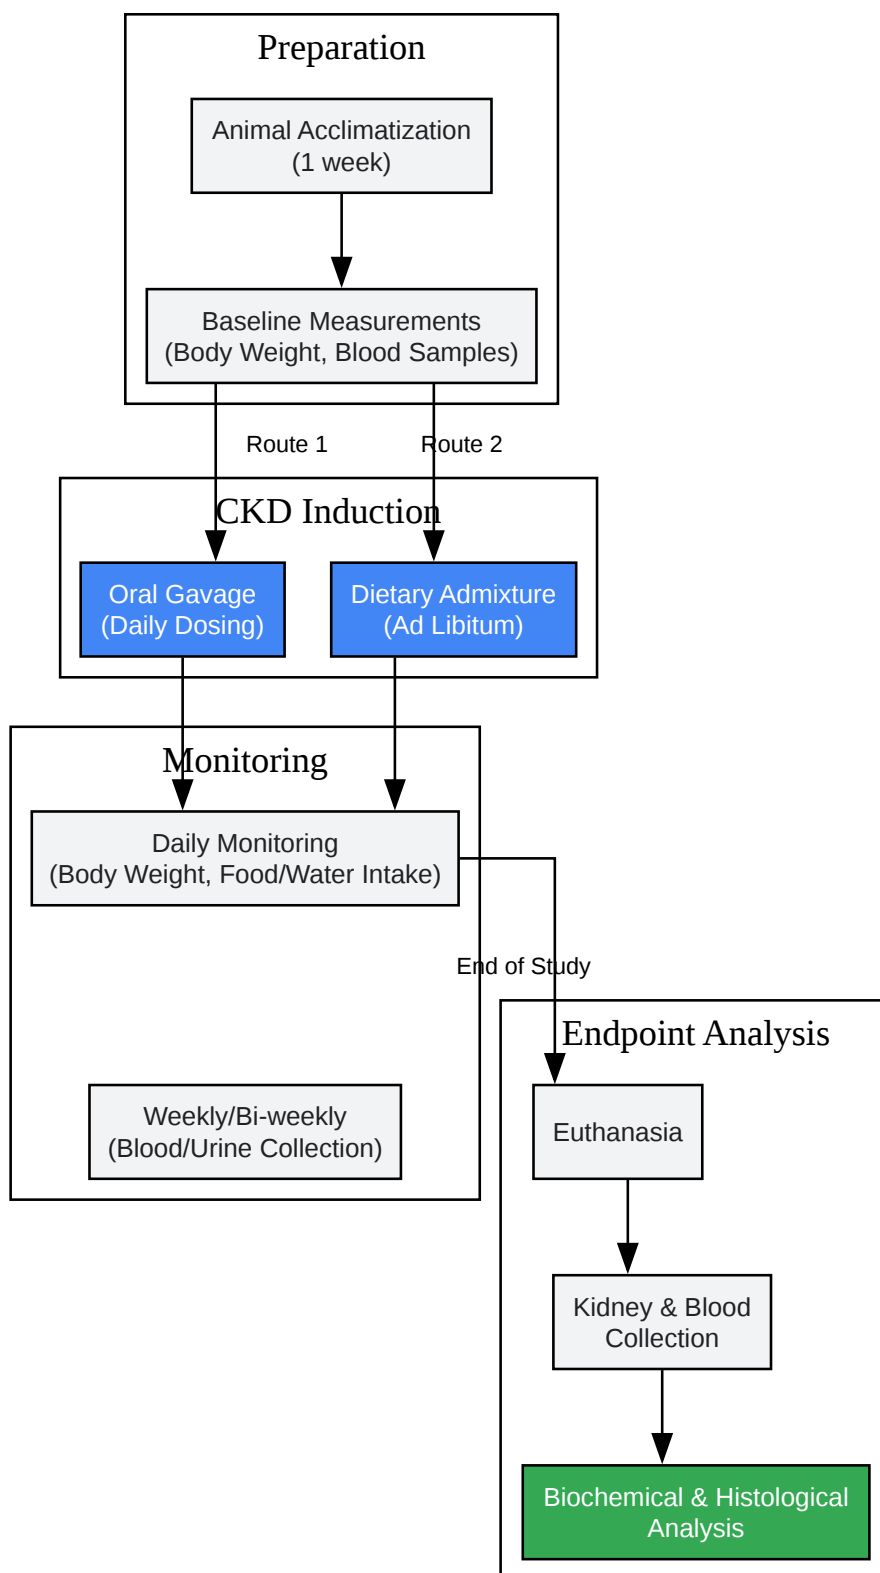 Preparation
Animal Acclimatization
(1 week)
Baseline Measurements
(Body Weight, Blood Samples)
Route 1
Route 2
CKD Induction
Oral Gavage
(Daily Dosing)
Dietary Admixture
(Ad Libitum)
Monitoring
Daily Monitoring
(Body Weight, Food/Water Intake)
End of Study
Endpoint Analysis
Weekly/Bi-weekly
(Blood/Urine Collection)
Euthanasia
Kidney & Blood
Collection
Biochemical & Histological
Analysis